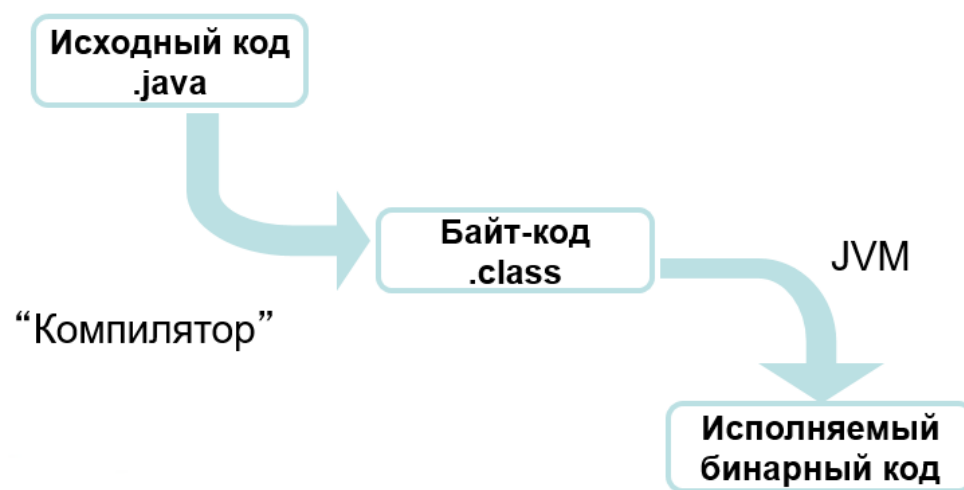 Исходный код
.java
Байт-код
.class
JVM
“Компилятор”
Исполняемый
бинарный код